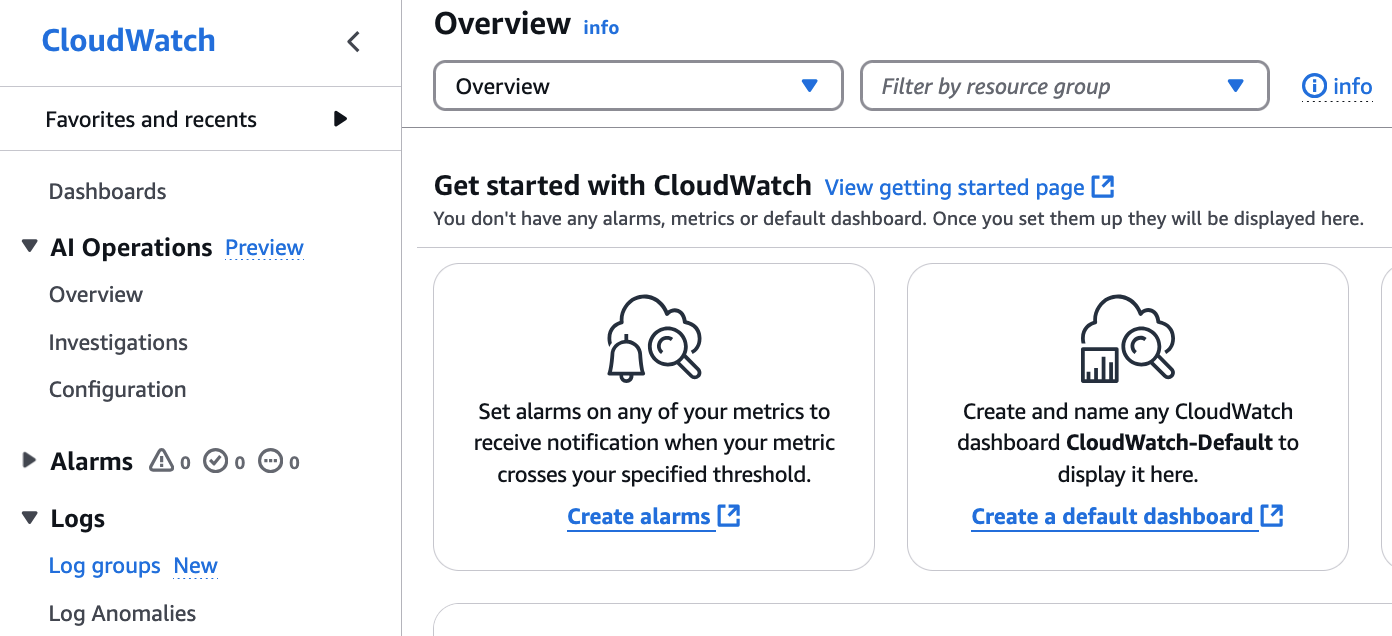 CloudWatch
Favorites and recents
Dashboards
AI Operations Preview
Overview
Investigations
Configuration
Alarms 0 0 0
Logs
Log groups New
Log Anomalies
Overview info
Overview
Filter by resource group
info
Get started with CloudWatch View getting started page
You don't have any alarms, metrics or default dashboard. Once you set them up they will be displayed here.
Set alarms on any of your metrics to
receive notification when your metric
crosses your specified threshold.
Create alarms
Create and name any CloudWatch
dashboard CloudWatch-Default to
display it here.
Create a default dashboard